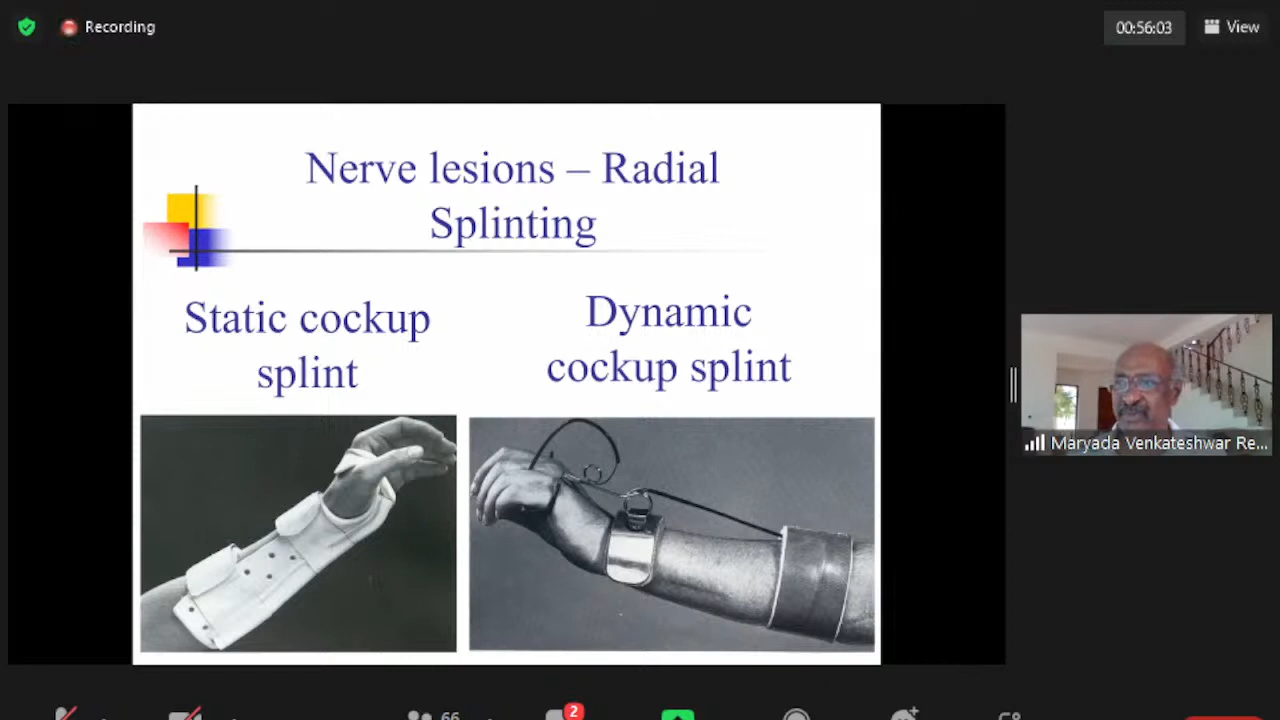 Recording
00:56:03
View
Nerve lesions – Radial
Splinting
Static cockup
splint
Dynamic
cockup splint
Maryada Venkateshwar Re...
66
2